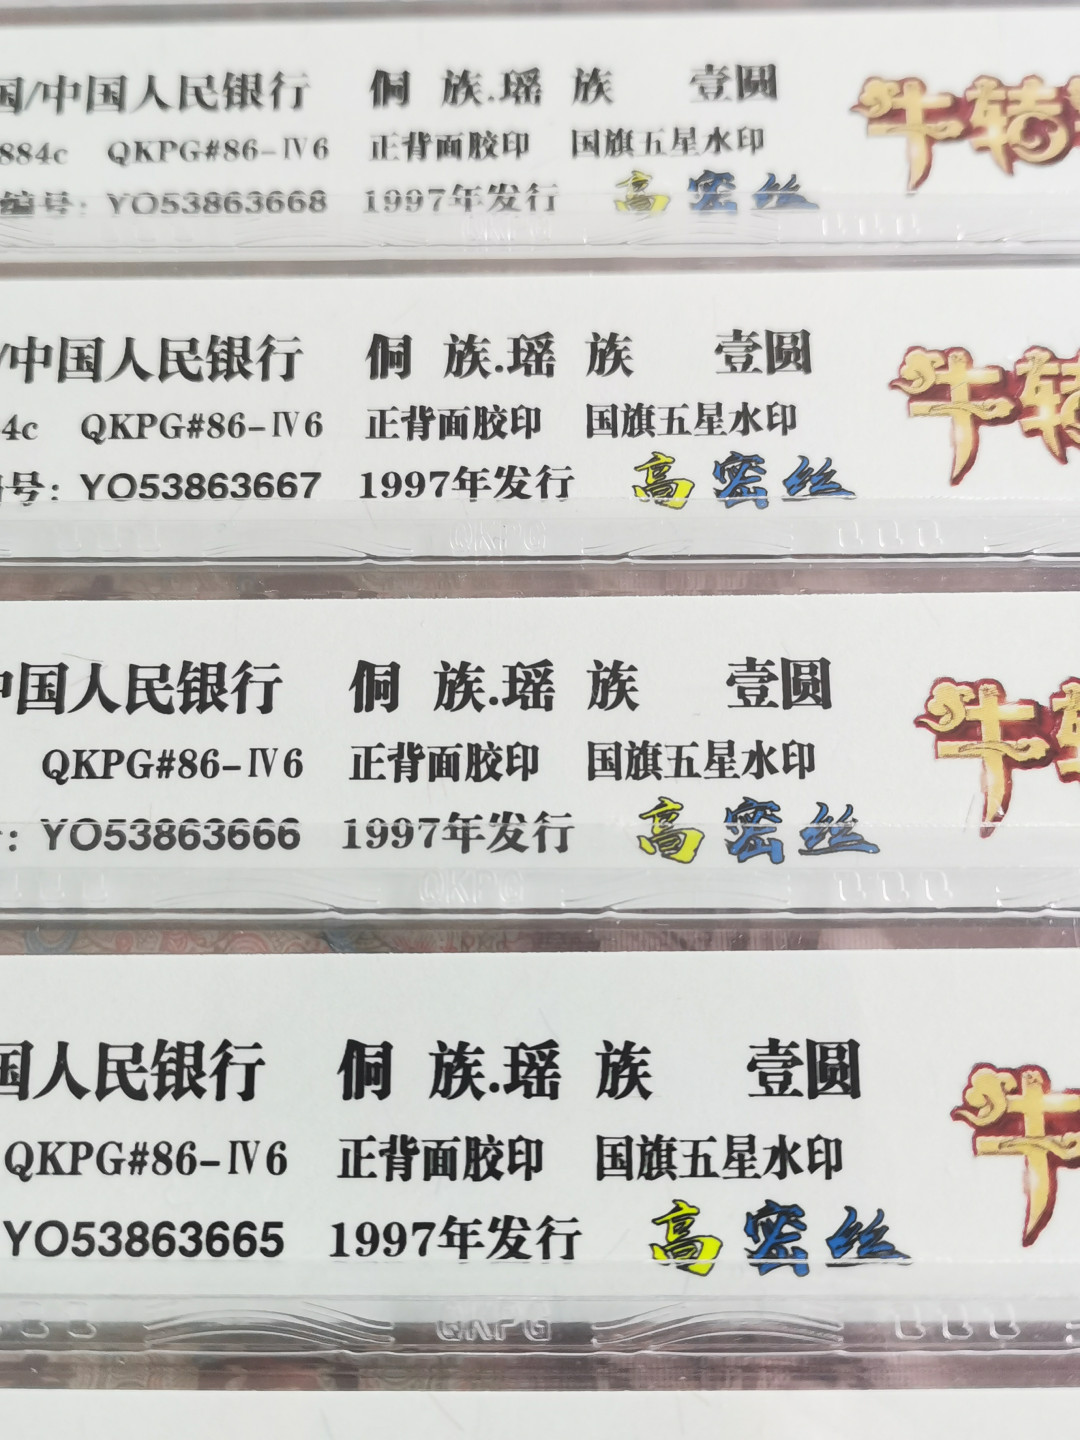 国/中国人民银行 侗 族.瑶 族 壹圆
884c QKPG#86-Ⅳ6 正背面胶印 国旗五星水印
编号: YO53863668 1997年发行 高密丝
牛转
QKPG
/中国人民银行 侗 族.瑶 族 壹圆
4c QKPG#86-Ⅳ6 正背面胶印 国旗五星水印
号: YO53863667 1997年发行 高密丝
牛转
QKPG
中国人民银行 侗 族.瑶 族 壹圆
QKPG#86-Ⅳ6 正背面胶印 国旗五星水印
: YO53863666 1997年发行 高密丝
牛
QKPG
国人民银行 侗 族.瑶 族 壹圆
QKPG#86-Ⅳ6 正背面胶印 国旗五星水印
YO53863665 1997年发行 高密丝
牛
QKPG